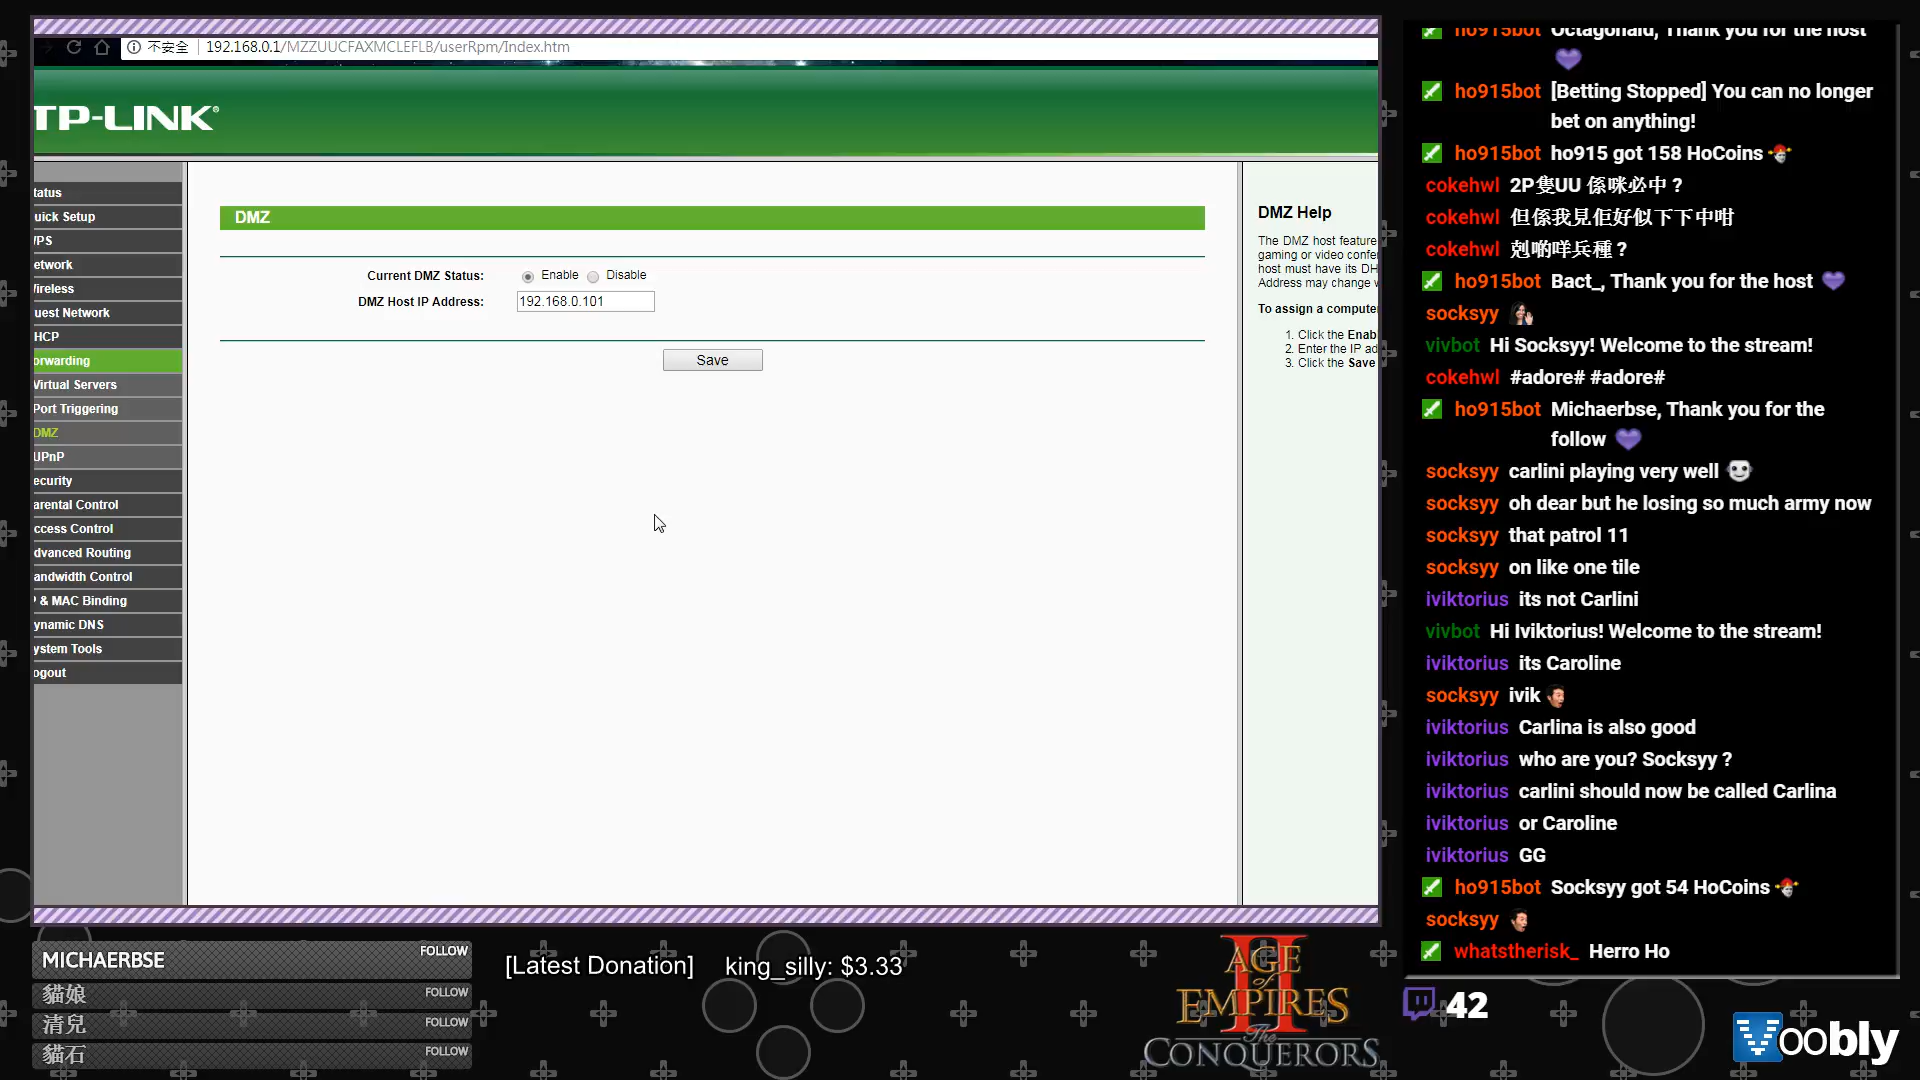 不安全 192.168.0.1/MZZUUCFAXMCLEFLB/userRpm/Index.htm
TP-LINK®
tatus
uick Setup
/PS
etwork
ireless
uest Network
HCP
orwarding
Virtual Servers
Port Triggering
DMZ
UPnP
ecurity
arental Control
ccess Control
dvanced Routing
andwidth Control
& MAC Binding
ynamic DNS
ystem Tools
ogout
DMZ
Current DMZ Status: Enable Disable
DMZ Host IP Address: 192.168.0.101
Save
DMZ Help
The DMZ host feature
gaming or video confe
host must have its DH
Address may change
To assign a compute
1. Click the Enab
2. Enter the IP ad
3. Click the Save
ho915bot Octagonaid, Thank you for the host
ho915bot [Betting Stopped] You can no longer
bet on anything!
ho915bot ho915 got 158 HoCoins
cokehwl 2P隻UU 係咪必中？
cokehwl 但係我見佢好似下下中咁
cokehwl 剋啲咩兵種？
ho915bot Bact_, Thank you for the host
socksyy
vivbot Hi Socksyy! Welcome to the stream!
cokehwl #adore# #adore#
ho915bot Michaerbse, Thank you for the
follow
socksyy carlini playing very well
socksyy oh dear but he losing so much army now
socksyy that patrol 11
socksyy on like one tile
iviktorius its not Carlini
vivbot Hi Iviktorius! Welcome to the stream!
iviktorius its Caroline
socksyy ivik
iviktorius Carlina is also good
iviktorius who are you? Socksyy ?
iviktorius carlini should now be called Carlina
iviktorius or Caroline
iviktorius GG
ho915bot Socksyy got 54 HoCoins
socksyy
whatstherisk_ Herro Ho
MICHAERBSE FOLLOW
貓娘 FOLLOW
清兒 FOLLOW
貓石 FOLLOW
[Latest Donation] king_silly: $3.33
AGE
of
EMPIRES
II
The
CONQUERORS
42
Voobly